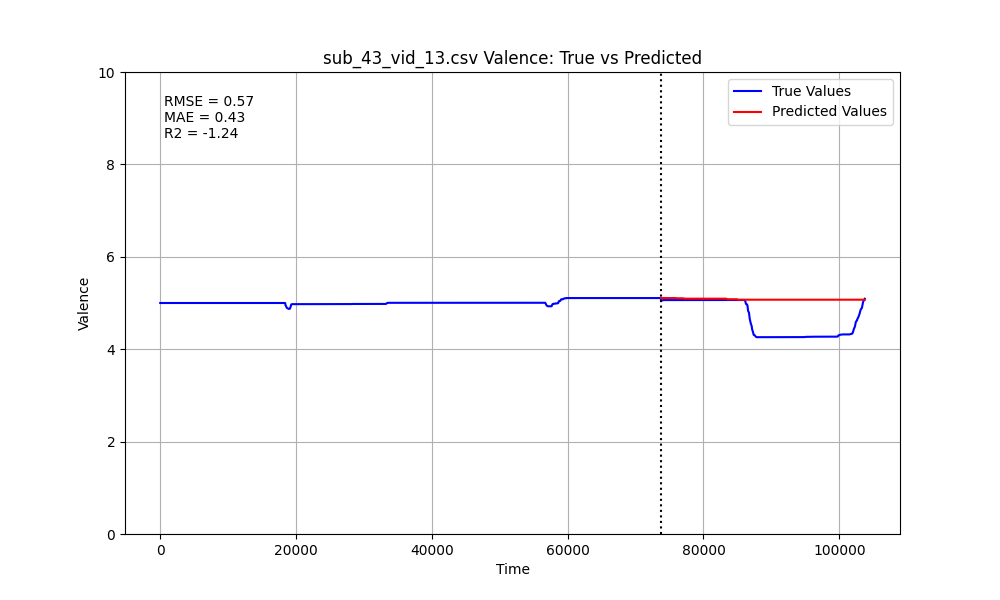 sub_43_vid_13.csv Valence: True vs Predicted
10
8
6
4
2
0
Valence
RMSE = 0.57
MAE = 0.43
R2 = -1.24
True Values
Predicted Values
0
20000
40000
60000
80000
100000
Time